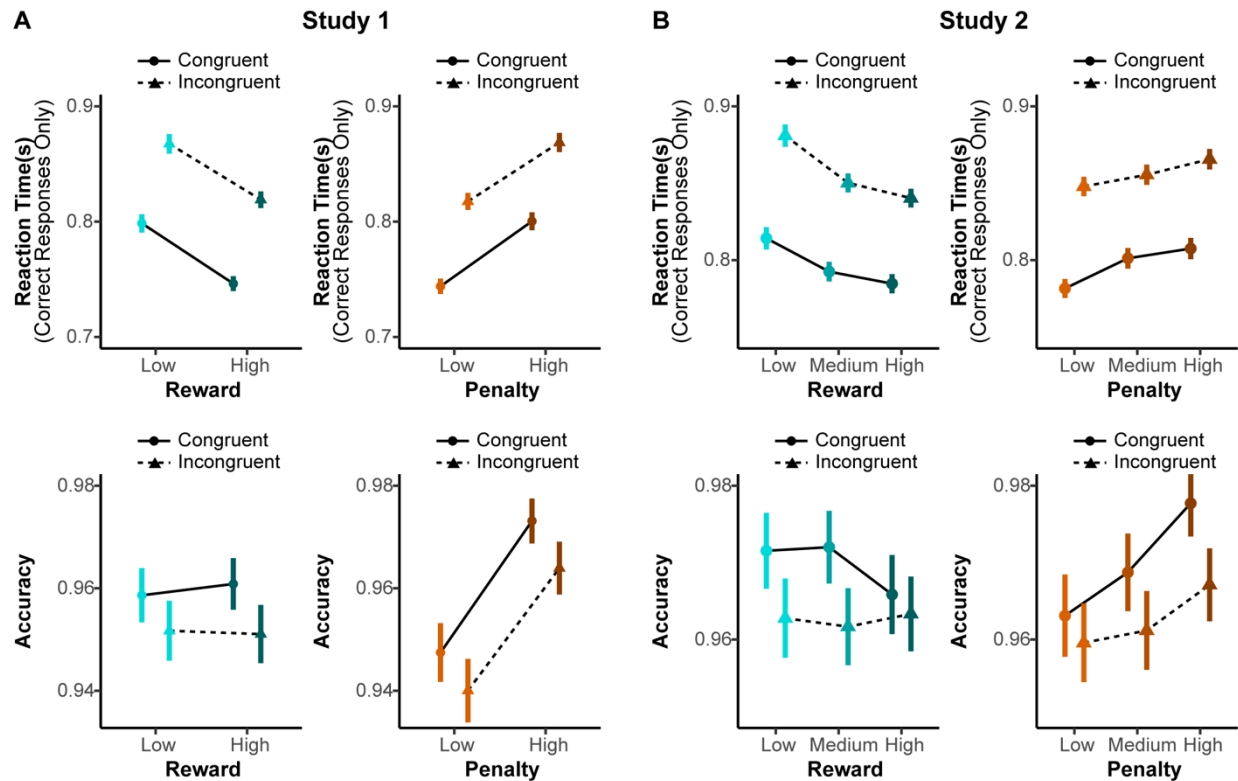 A
Study 1
B
Study 2
Congruent
Incongruent
Congruent
Incongruent
Congruent
Incongruent
Congruent
Incongruent
Reaction Time(s)
(Correct Responses Only)
0.9
0.8
0.7
Low
High
Reward
Reaction Time(s)
(Correct Responses Only)
0.9
0.8
0.7
Low
High
Penalty
Reaction Time(s)
(Correct Responses Only)
0.9
0.8
Low
Medium
High
Reward
Reaction Time(s)
(Correct Responses Only)
0.9
0.8
Low
Medium
High
Penalty
Congruent
Incongruent
Congruent
Incongruent
Congruent
Incongruent
Congruent
Incongruent
Accuracy
0.98
0.96
0.94
Low
High
Reward
Accuracy
0.98
0.96
0.94
Low
High
Penalty
Accuracy
0.98
0.96
Low
Medium
High
Reward
Accuracy
0.98
0.96
Low
Medium
High
Penalty